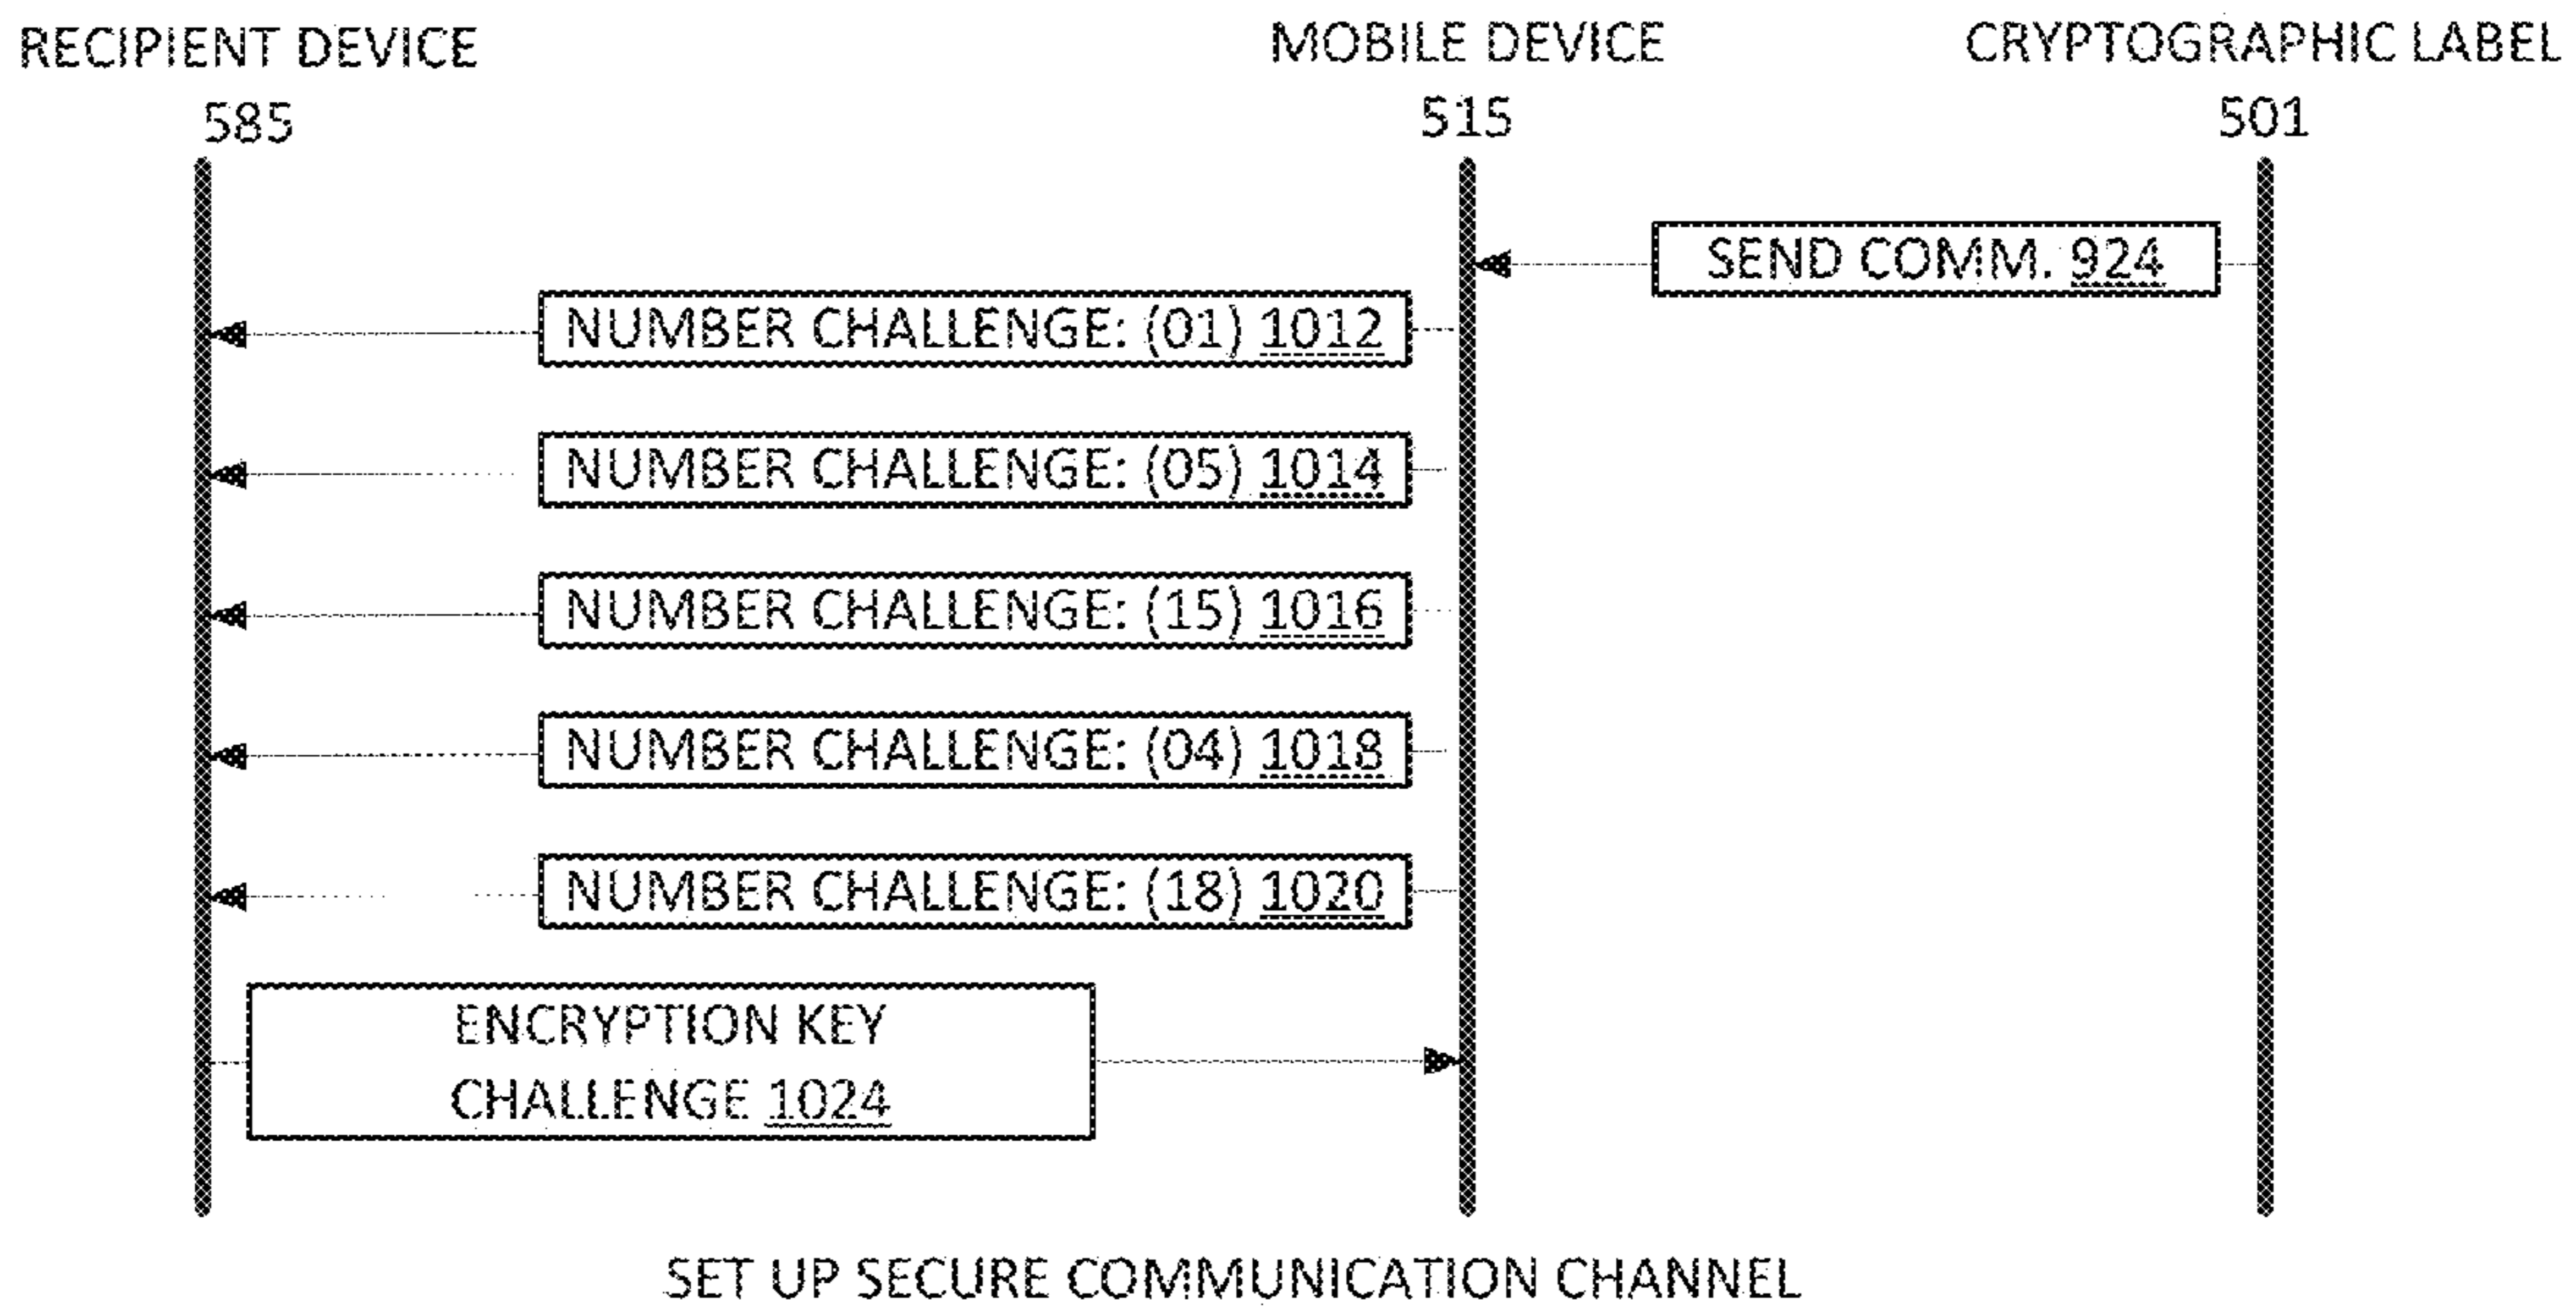 RECIPIENT DEVICE
585
MOBILE DEVICE
515
CRYPTOGRAPHIC LABEL
501
SEND COMM. 924
NUMBER CHALLENGE: (01) 1012
NUMBER CHALLENGE: (05) 1014
NUMBER CHALLENGE: (15) 1016
NUMBER CHALLENGE: (04) 1018
NUMBER CHALLENGE: (18) 1020
ENCRYPTION KEY
CHALLENGE 1024
SET UP SECURE COMMUNICATION CHANNEL